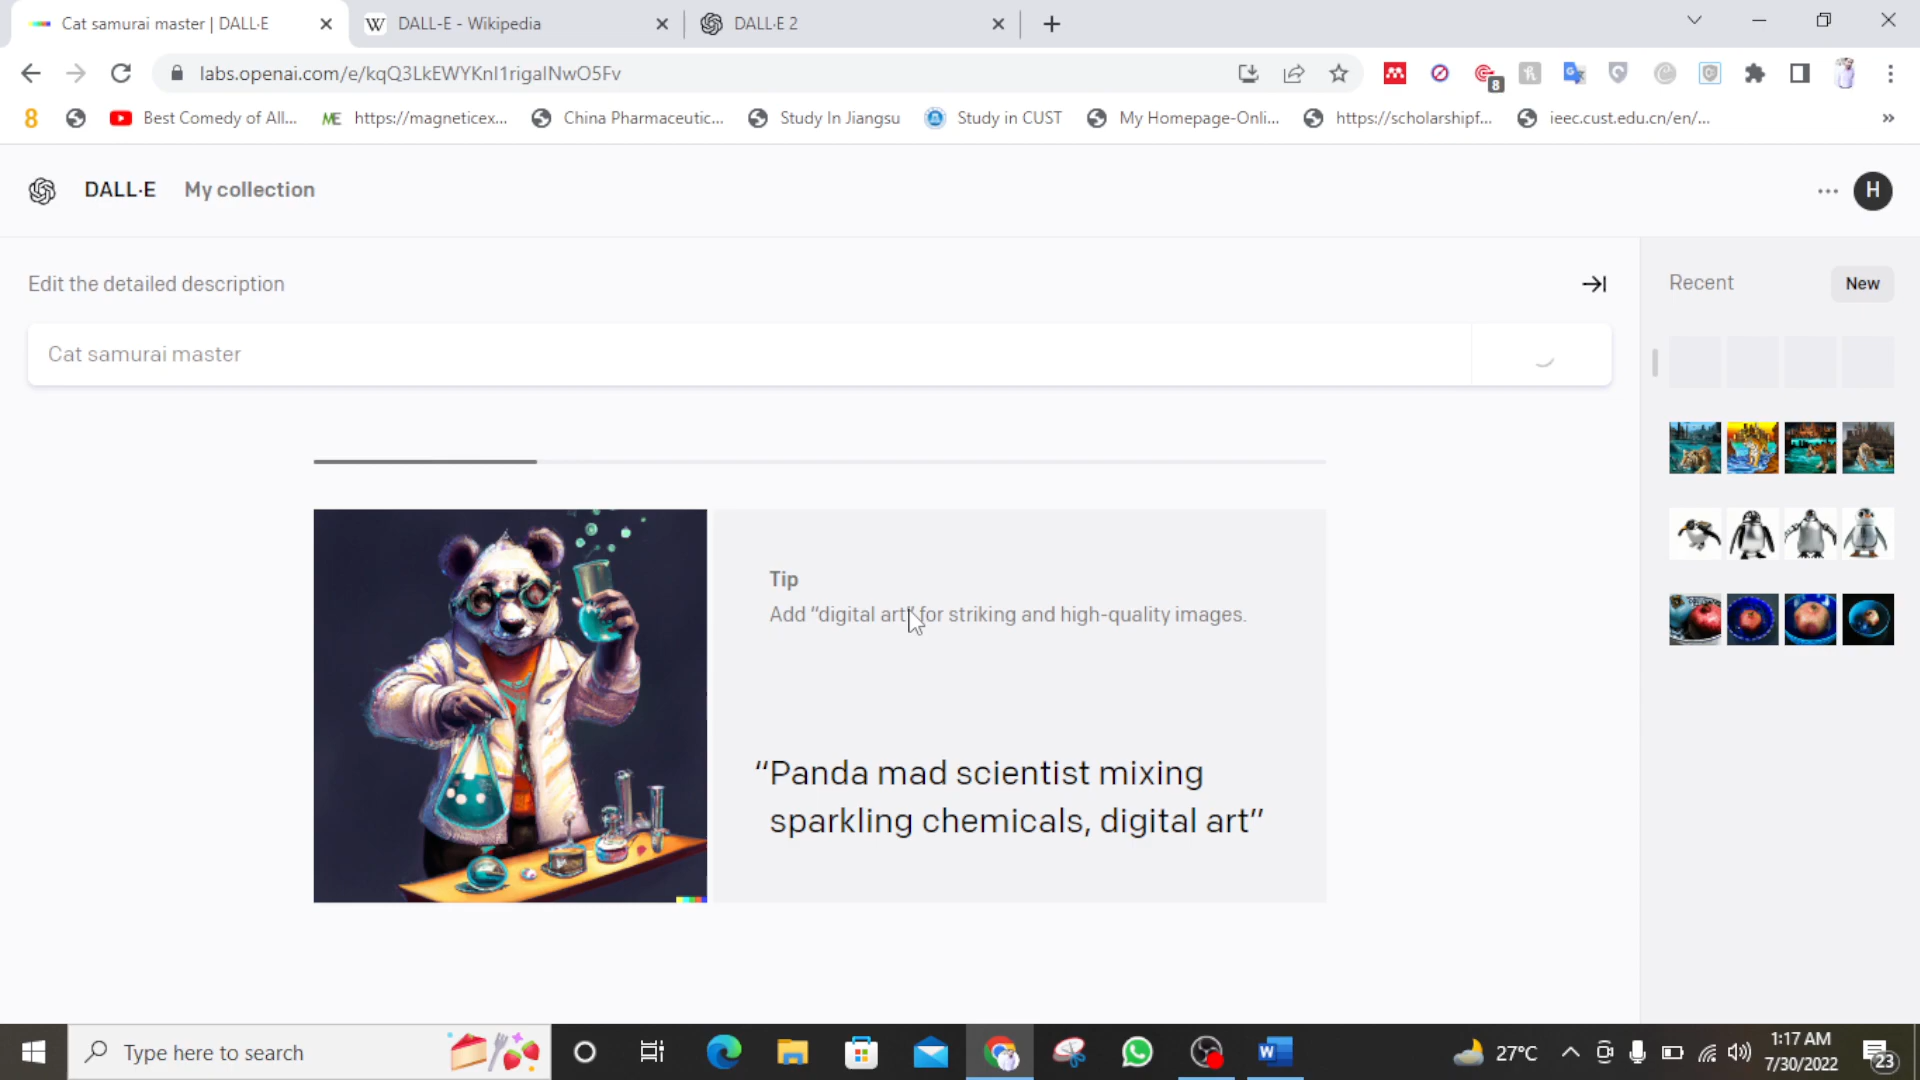 Cat samurai master | DALL·E
DALL-E - Wikipedia
DALL·E 2
labs.openai.com/e/kqQ3LkEWYKnI1rigaINwO5Fv
8
8
Best Comedy of All...
ME https://magneticex...
China Pharmaceutic...
Study In Jiangsu
Study in CUST
My Homepage-Onli...
https://scholarshipf...
ieec.cust.edu.cn/en/...
»
DALL·E
My collection
H
Edit the detailed description
Recent
New
Cat samurai master
Tip
Add “digital art” for striking and high-quality images.
“Panda mad scientist mixing
sparkling chemicals, digital art”
Type here to search
27°C
1:17 AM
7/30/2022
23